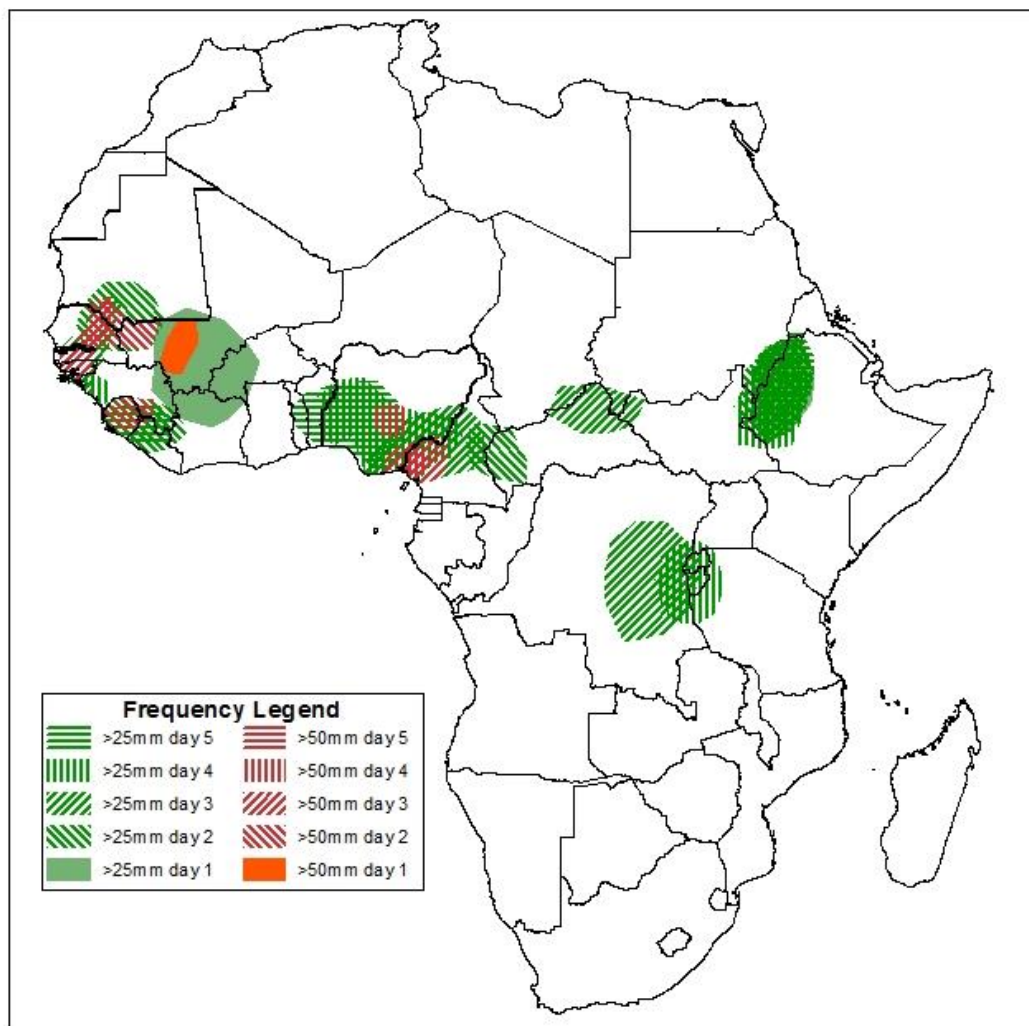 Frequency Legend
>25mm day 5 >50mm day 5
>25mm day 4 >50mm day 4
>25mm day 3 >50mm day 3
>25mm day 2 >50mm day 2
>25mm day 1 >50mm day 1